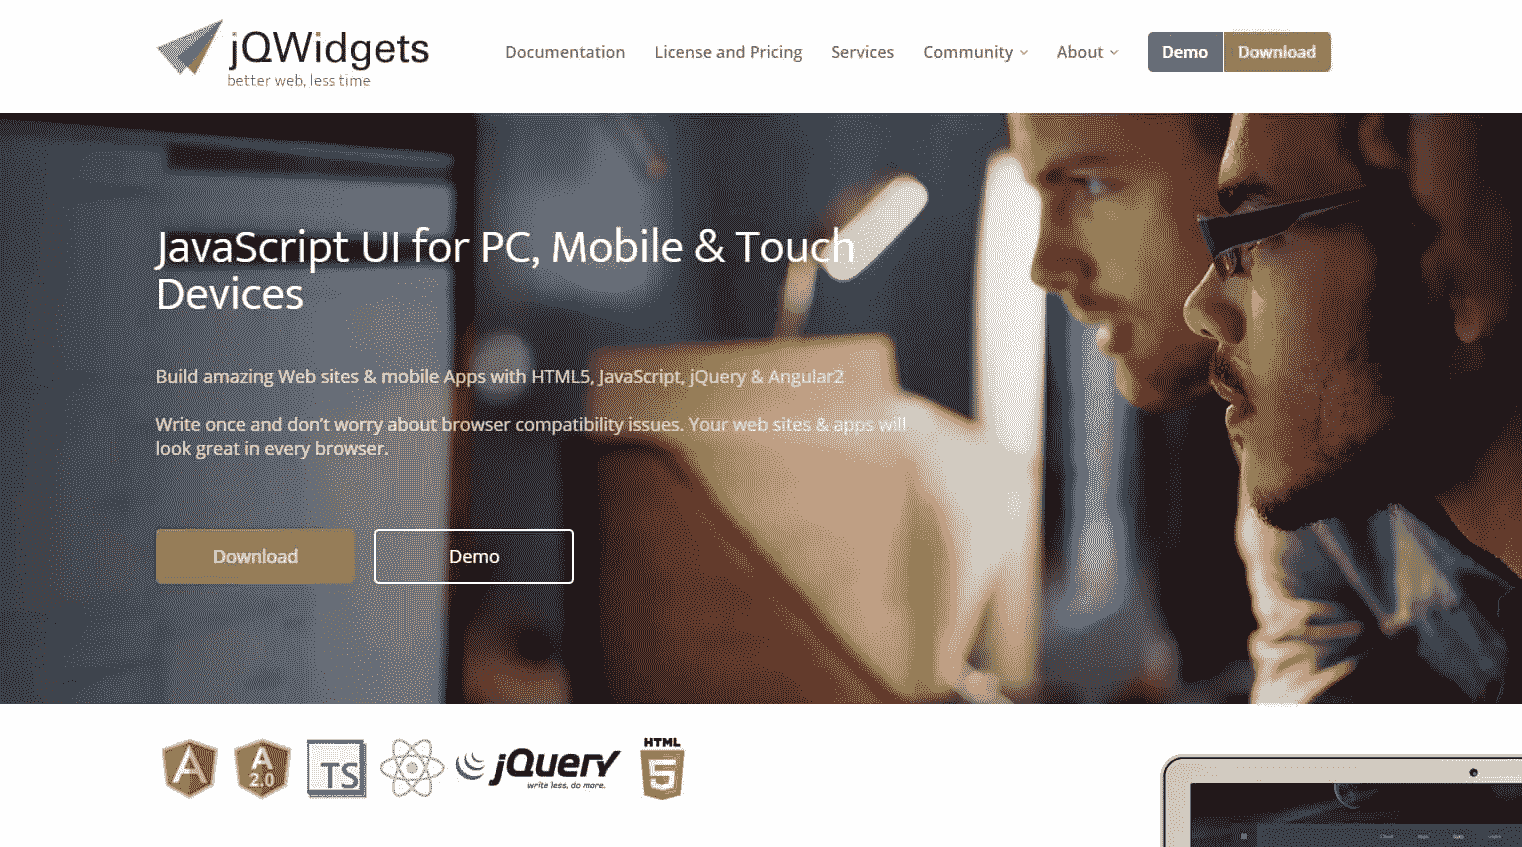 jQWidgets
better web, less time
Documentation License and Pricing Services Community About Demo Download
JavaScript UI for PC, Mobile & Touch
Devices
Build amazing Web sites & mobile Apps with HTML5, JavaScript, jQuery & Angular2
Write once and don't worry about browser compatibility issues. Your web sites & apps will
look great in every browser.
Download Demo
A
A 2.0
TS
jQuery
write less, do more.
HTML
5